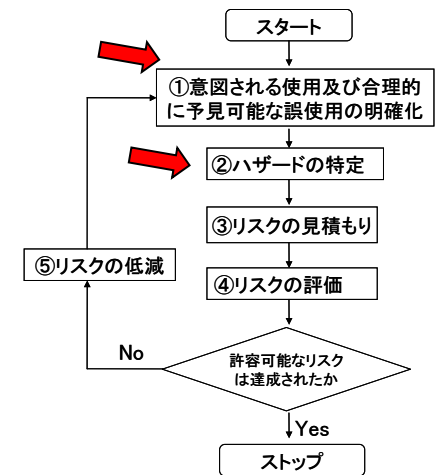 スタート
①意図される使用及び合理的
に予見可能な誤使用の明確化
②ハザードの特定
③リスクの見積もり
⑤リスクの低減
④リスクの評価
No
許容可能なリスク
は達成されたか
Yes
ストップ